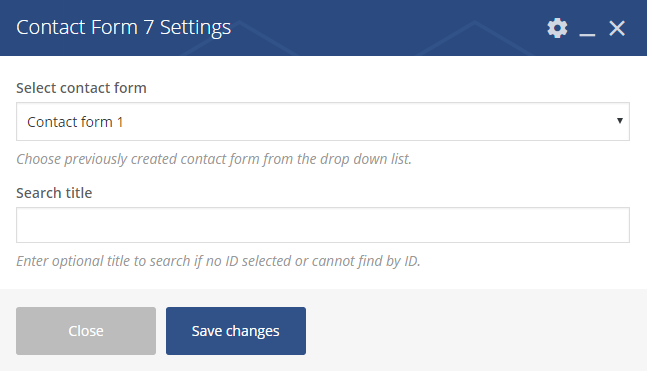 Contact Form 7 Settings
Select contact form
Contact form 1
Choose previously created contact form from the drop down list.
Search title
Enter optional title to search if no ID selected or cannot find by ID.
Close
Save changes